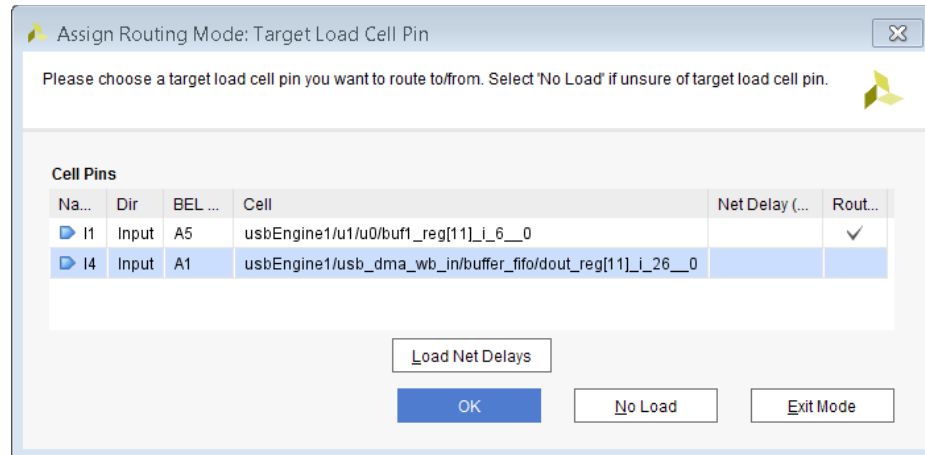 Assign Routing Mode: Target Load Cell Pin
Please choose a target load cell pin you want to route to/from. Select 'No Load' if unsure of target load cell pin.
Cell Pins
Na... Dir BEL ... Cell Net Delay (... Rout...
I1 Input A5 usbEngine1/u1/u0/buf1_reg[11]_i_6__0
I4 Input A1 usbEngine1/usb_dma_wb_in/buffer_fifo/dout_reg[11]_i_26__0
Load Net Delays
OK No Load Exit Mode